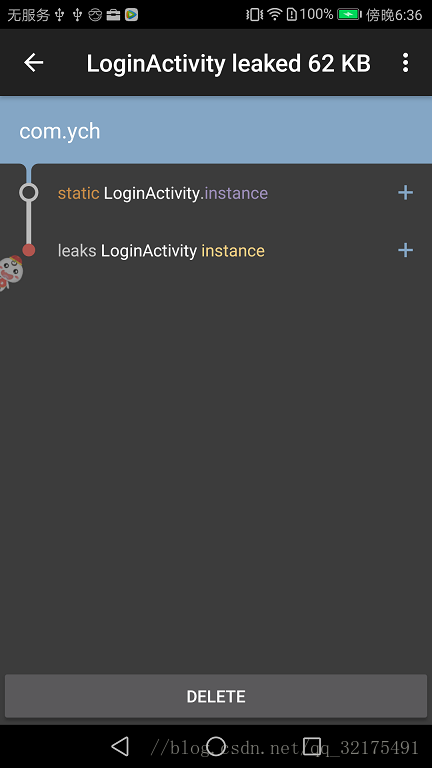 无服务 100% 傍晚6:36
LoginActivity leaked 62 KB
com.ych
static LoginActivity.instance
leaks LoginActivity instance
DELETE
//blog.csdn.net/qq_32175491